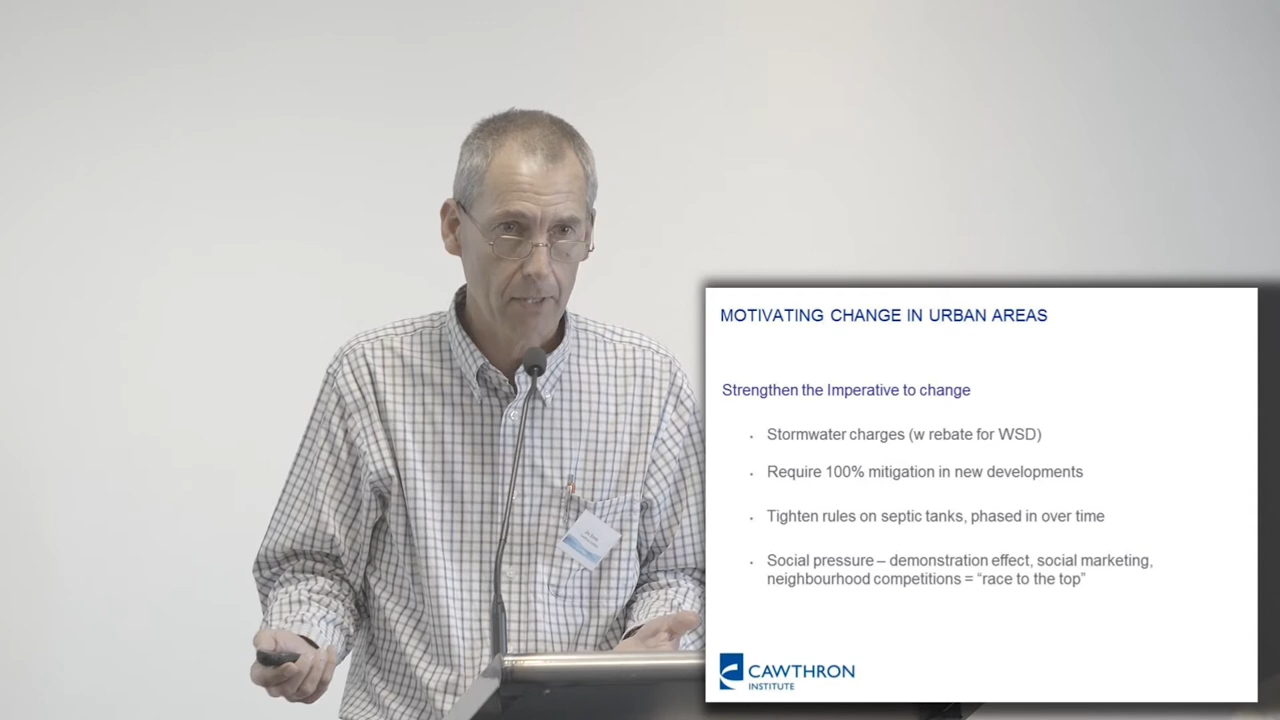 MOTIVATING CHANGE IN URBAN AREAS
Strengthen the Imperative to change
· Stormwater charges (w rebate for WSD)
· Require 100% mitigation in new developments
· Tighten rules on septic tanks, phased in over time
· Social pressure – demonstration effect, social marketing,
neighbourhood competitions = “race to the top”
CAWTHRON
INSTITUTE